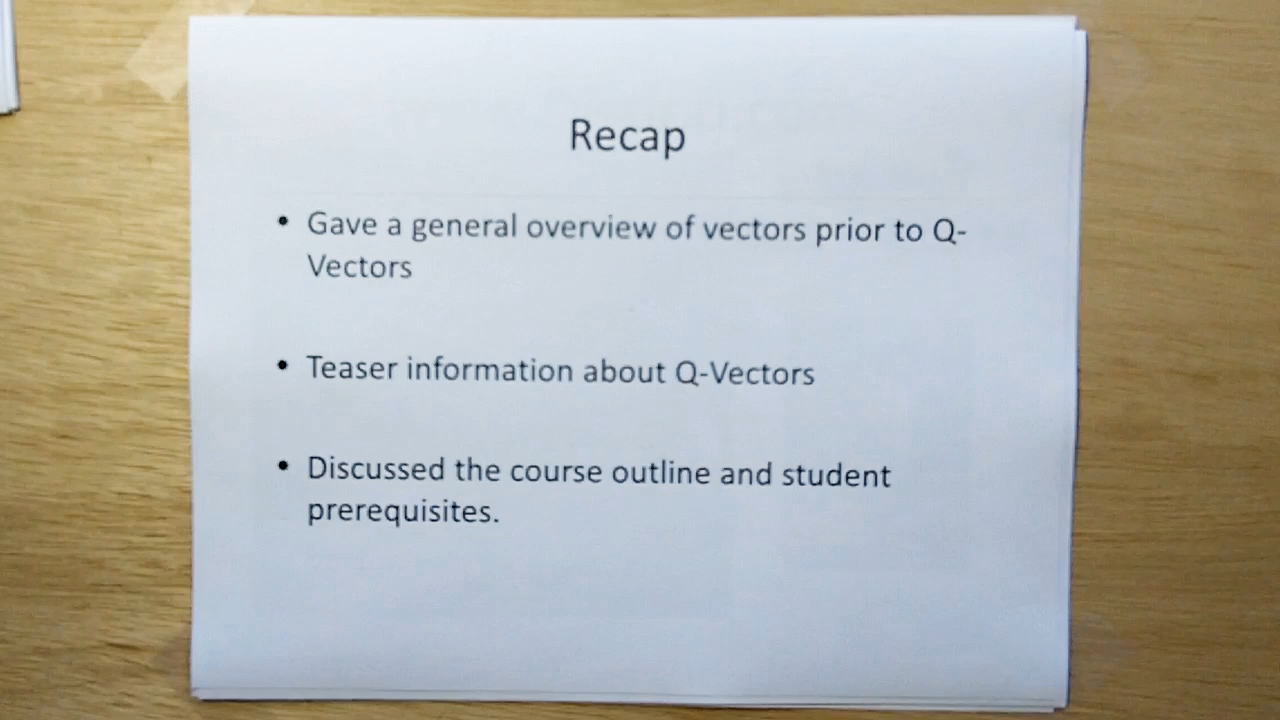 Recap
• Gave a general overview of vectors prior to Q-
Vectors
• Teaser information about Q-Vectors
• Discussed the course outline and student
prerequisites.